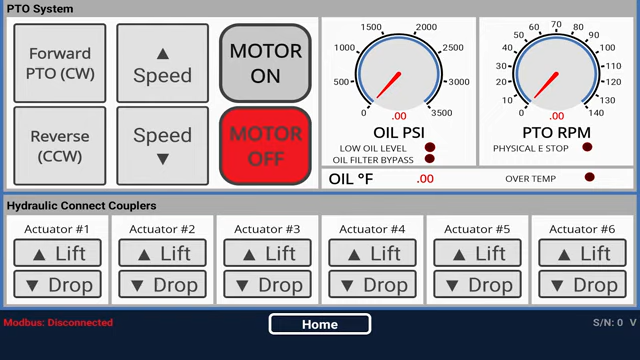 PTO System
Forward
PTO (CW)
▲
Speed
MOTOR
ON
Reverse
(CCW)
Speed
▼
MOTOR
OFF
0
500
1000
1500
2000
2500
3000
3500
.00
OIL PSI
LOW OIL LEVEL
OIL FILTER BYPASS
0
10
20
30
40
50
60
70
80
90
100
110
120
130
140
.00
PTO RPM
PHYSICAL E STOP
OIL °F .00 OVER TEMP
Hydraulic Connect Couplers
Actuator #1 Actuator #2 Actuator #3 Actuator #4 Actuator #5 Actuator #6
▲ Lift ▲ Lift ▲ Lift ▲ Lift ▲ Lift ▲ Lift
▼ Drop ▼ Drop ▼ Drop ▼ Drop ▼ Drop ▼ Drop
Modbus: Disconnected Home S/N: 0 V